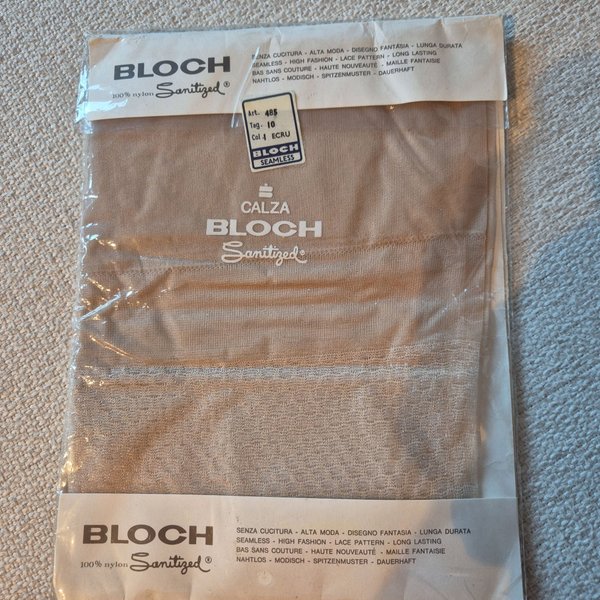 BLOCH
100% nylon Sanitized®
SENZA CUCITURA - ALTA MODA - DISEGNO FANTASIA - LUNGA DURATA
SEAMLESS - HIGH FASHION - LACE PATTERN - LONG LASTING
BAS SANS COUTURE - HAUTE NOUVEAUTÉ - MAILLE FANTAISIE
NAHTLOS - MODISCH - SPITZENMUSTER - DAUERHAFT
Art. 485
Tag. 10
Col. 1 ECRU
BLOCH
SEAMLESS
CALZA
BLOCH
Sanitized®
BLOCH
100% nylon Sanitized®
SENZA CUCITURA - ALTA MODA - DISEGNO FANTASIA - LUNGA DURATA
SEAMLESS - HIGH FASHION - LACE PATTERN - LONG LASTING
BAS SANS COUTURE - HAUTE NOUVEAUTÉ - MAILLE FANTAISIE
NAHTLOS - MODISCH - SPITZENMUSTER - DAUERHAFT